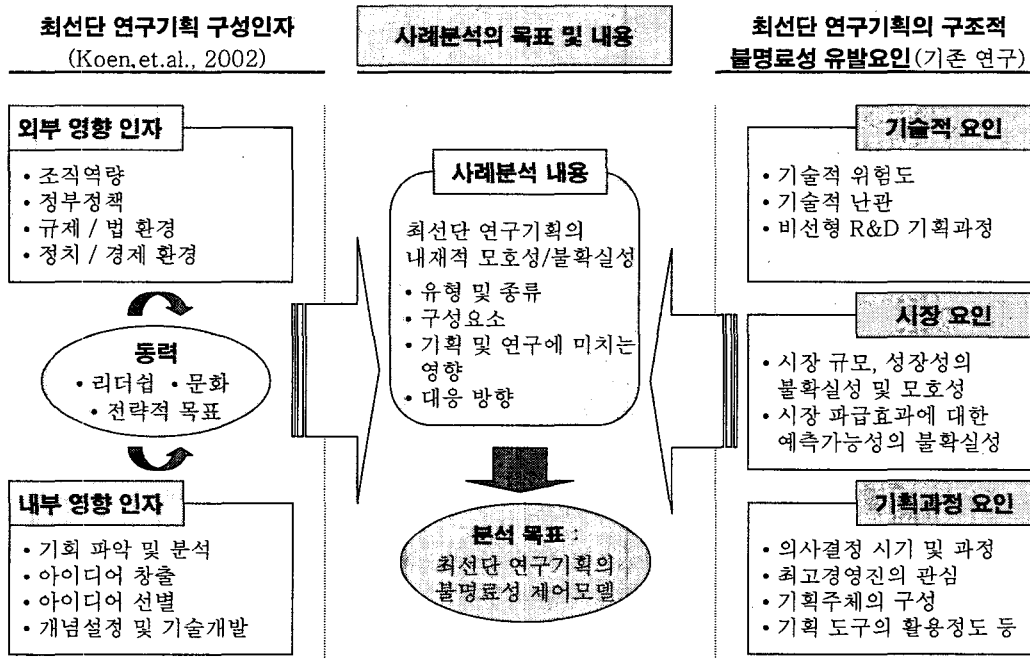 최선단 연구기획 구성인자
(Koen.et.al., 2002)
외부 영향 인자
• 조직역량
• 정부정책
• 규제 / 법 환경
• 정치 / 경제 환경
동력
• 리더쉽 • 문화
• 전략적 목표
내부 영향 인자
• 기회 파악 및 분석
• 아이디어 창출
• 아이디어 선별
• 개념설정 및 기술개발
사례분석의 목표 및 내용
사례분석 내용
최선단 연구기획의
내재적 모호성/불확실성
• 유형 및 종류
• 구성요소
• 기획 및 연구에 미치는
영향
• 대응 방향
분석 목표 :
최선단 연구기획의
불명료성 제어모델
최선단 연구기획의 구조적
불명료성 유발요인(기존 연구)
기술적 요인
• 기술적 위험도
• 기술적 난관
• 비선형 R&D 기획과정
시장 요인
• 시장 규모, 성장성의
불확실성 및 모호성
• 시장 파급효과에 대한
예측가능성의 불확실성
기획과정 요인
• 의사결정 시기 및 과정
• 최고경영진의 관심
• 기획주체의 구성
• 기획 도구의 활용정도 등